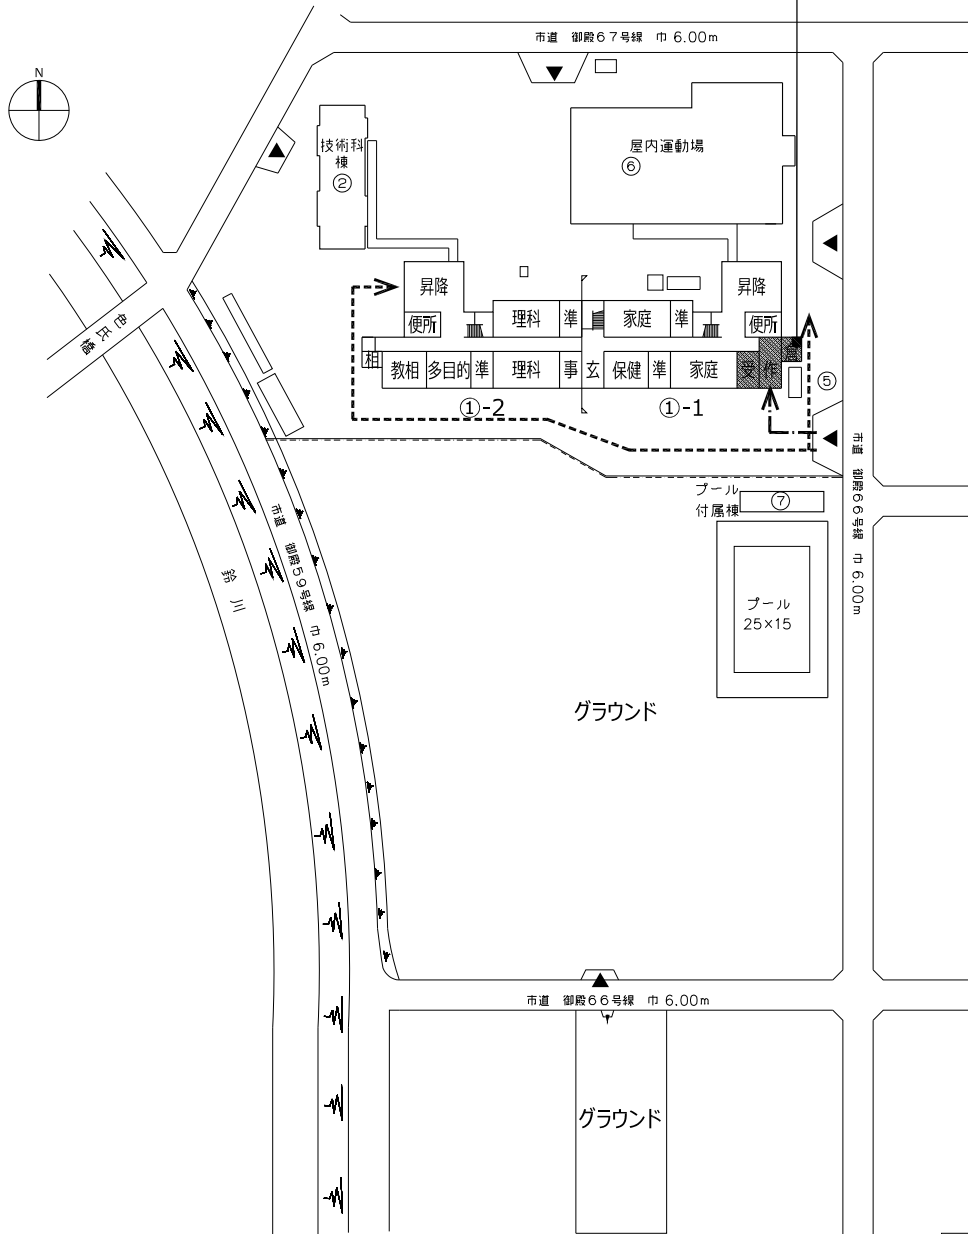 市道 御殿67号線 巾6.00m
N
技術科
棟
②
屋内運動場
⑥
昇降
昇降
便所
理科
準
家庭
準
便所
相
教相
多目的
準
理科
事
玄
保健
準
家庭
受
作
⑤
①-2
①-1
色氏橋
市道 御殿66号線 巾6.00m
プール
付属棟
⑦
市道 御殿59号線 巾6.00m
鈴川
プール
25×15
グラウンド
市道 御殿66号線 巾6.00m
グラウンド